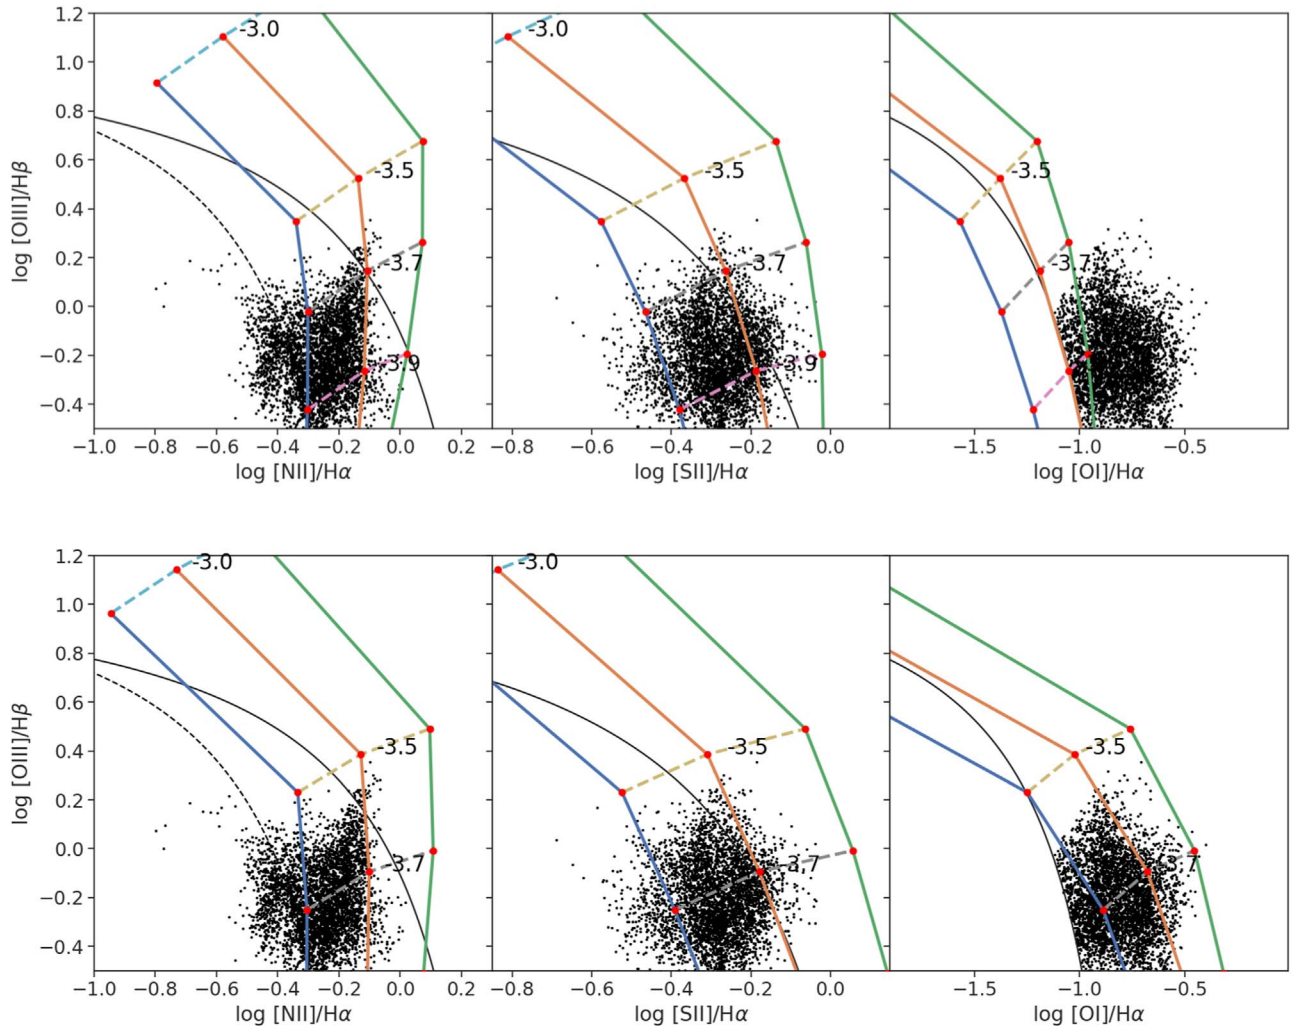 1.2
1.0
0.8
0.6
0.4
0.2
0.0
−0.2
−0.4
log [OIII]/Hβ
-3.0
-3.5
-3.7
-3.9
-3.0
-3.5
-3.7
-3.9
-3.5
-3.7
−1.0 −0.8 −0.6 −0.4 −0.2 0.0 0.2
−0.8 −0.6 −0.4 −0.2 0.0
−1.5 −1.0 −0.5
log [NII]/Hα
log [SII]/Hα
log [OI]/Hα
1.2
1.0
0.8
0.6
0.4
0.2
0.0
−0.2
−0.4
log [OIII]/Hβ
-3.0
-3.5
-3.7
-3.0
-3.5
-3.7
-3.5
-3.7
−1.0 −0.8 −0.6 −0.4 −0.2 0.0 0.2
−0.8 −0.6 −0.4 −0.2 0.0
−1.5 −1.0 −0.5
log [NII]/Hα
log [SII]/Hα
log [OI]/Hα